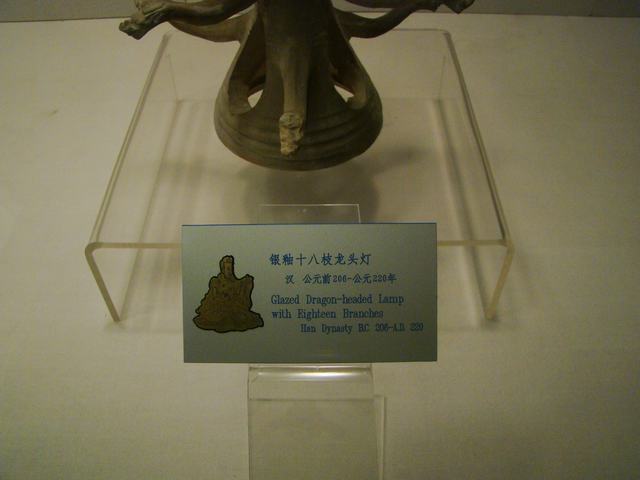 银釉十八枝龙头灯
汉 公元前206-公元220年
Glazed Dragon-headed Lamp
with Eighteen Branches
Han Dynasty B.C. 206-A.D. 220